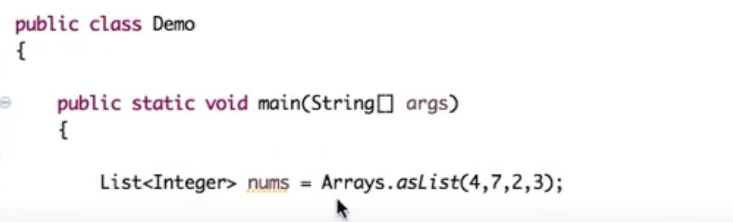 public class Demo
{
public static void main(String[] args)
{
List<Integer> nums = Arrays.asList(4,7,2,3);